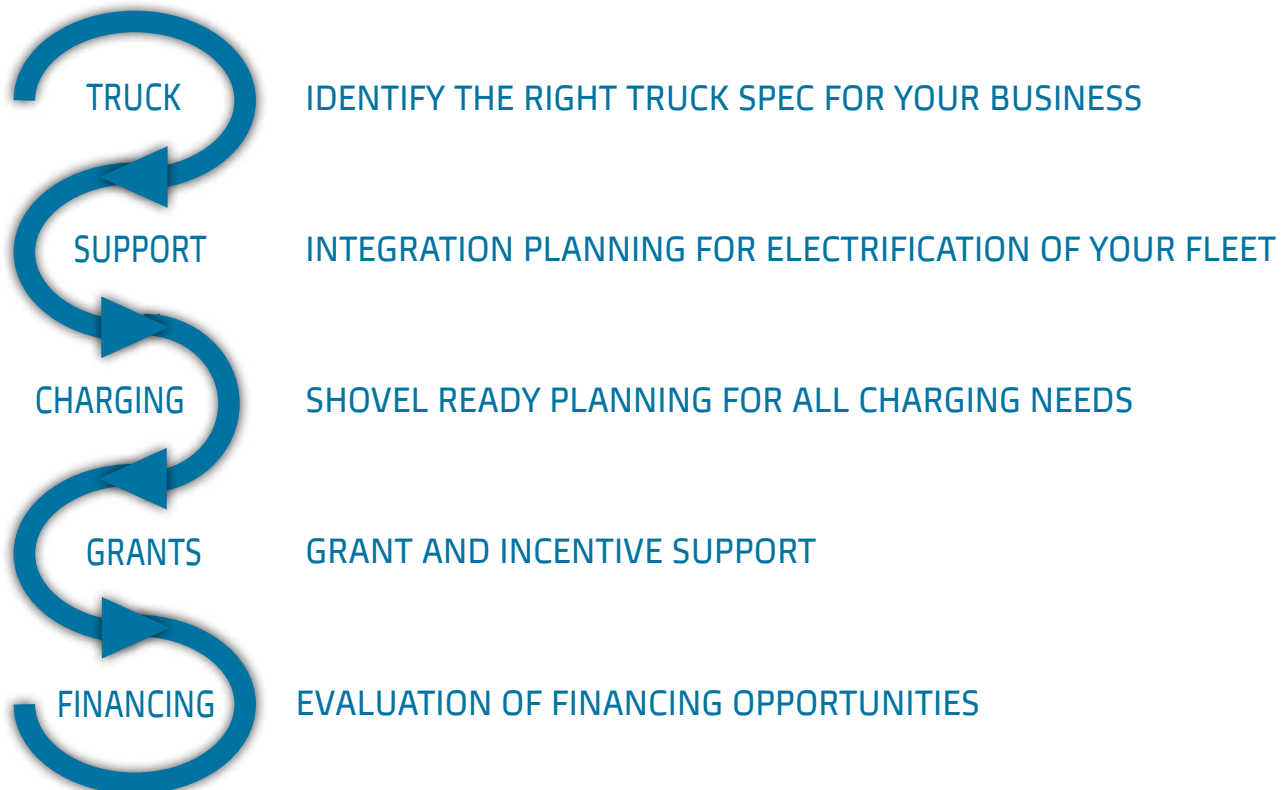 TRUCK IDENTIFY THE RIGHT TRUCK SPEC FOR YOUR BUSINESS
SUPPORT INTEGRATION PLANNING FOR ELECTRIFICATION OF YOUR FLEET
CHARGING SHOVEL READY PLANNING FOR ALL CHARGING NEEDS
GRANTS GRANT AND INCENTIVE SUPPORT
FINANCING EVALUATION OF FINANCING OPPORTUNITIES